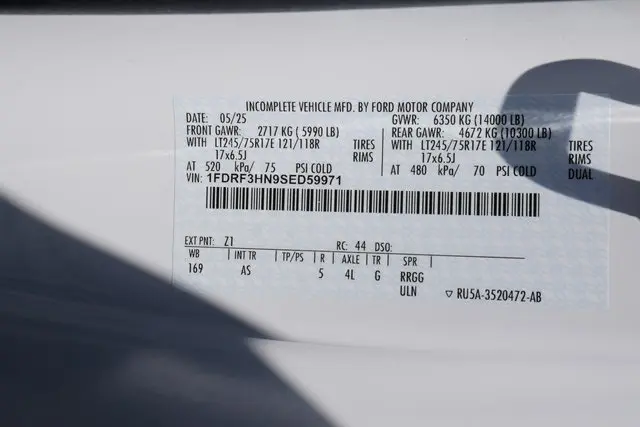 INCOMPLETE VEHICLE MFD. BY FORD MOTOR COMPANY
DATE: 05/25 GVWR: 6350 KG (14000 LB)
FRONT GAWR: 2717 KG ( 5990 LB) REAR GAWR: 4672 KG (10300 LB)
WITH LT245/75R17E 121/118R TIRES WITH LT245/75R17E 121/118R TIRES
17x6.5J RIMS 17x6.5J RIMS
AT 520 kPa/ 75 PSI COLD AT 480 kPa/ 70 PSI COLD DUAL
VIN: 1FDRF3HN9SED59971
EXT PNT: Z1 RC: 44 DSO:
WB INT TR TP/PS R AXLE TR SPR
169 AS 5 4L G RRGG
ULN ▽ RU5A-3520472-AB